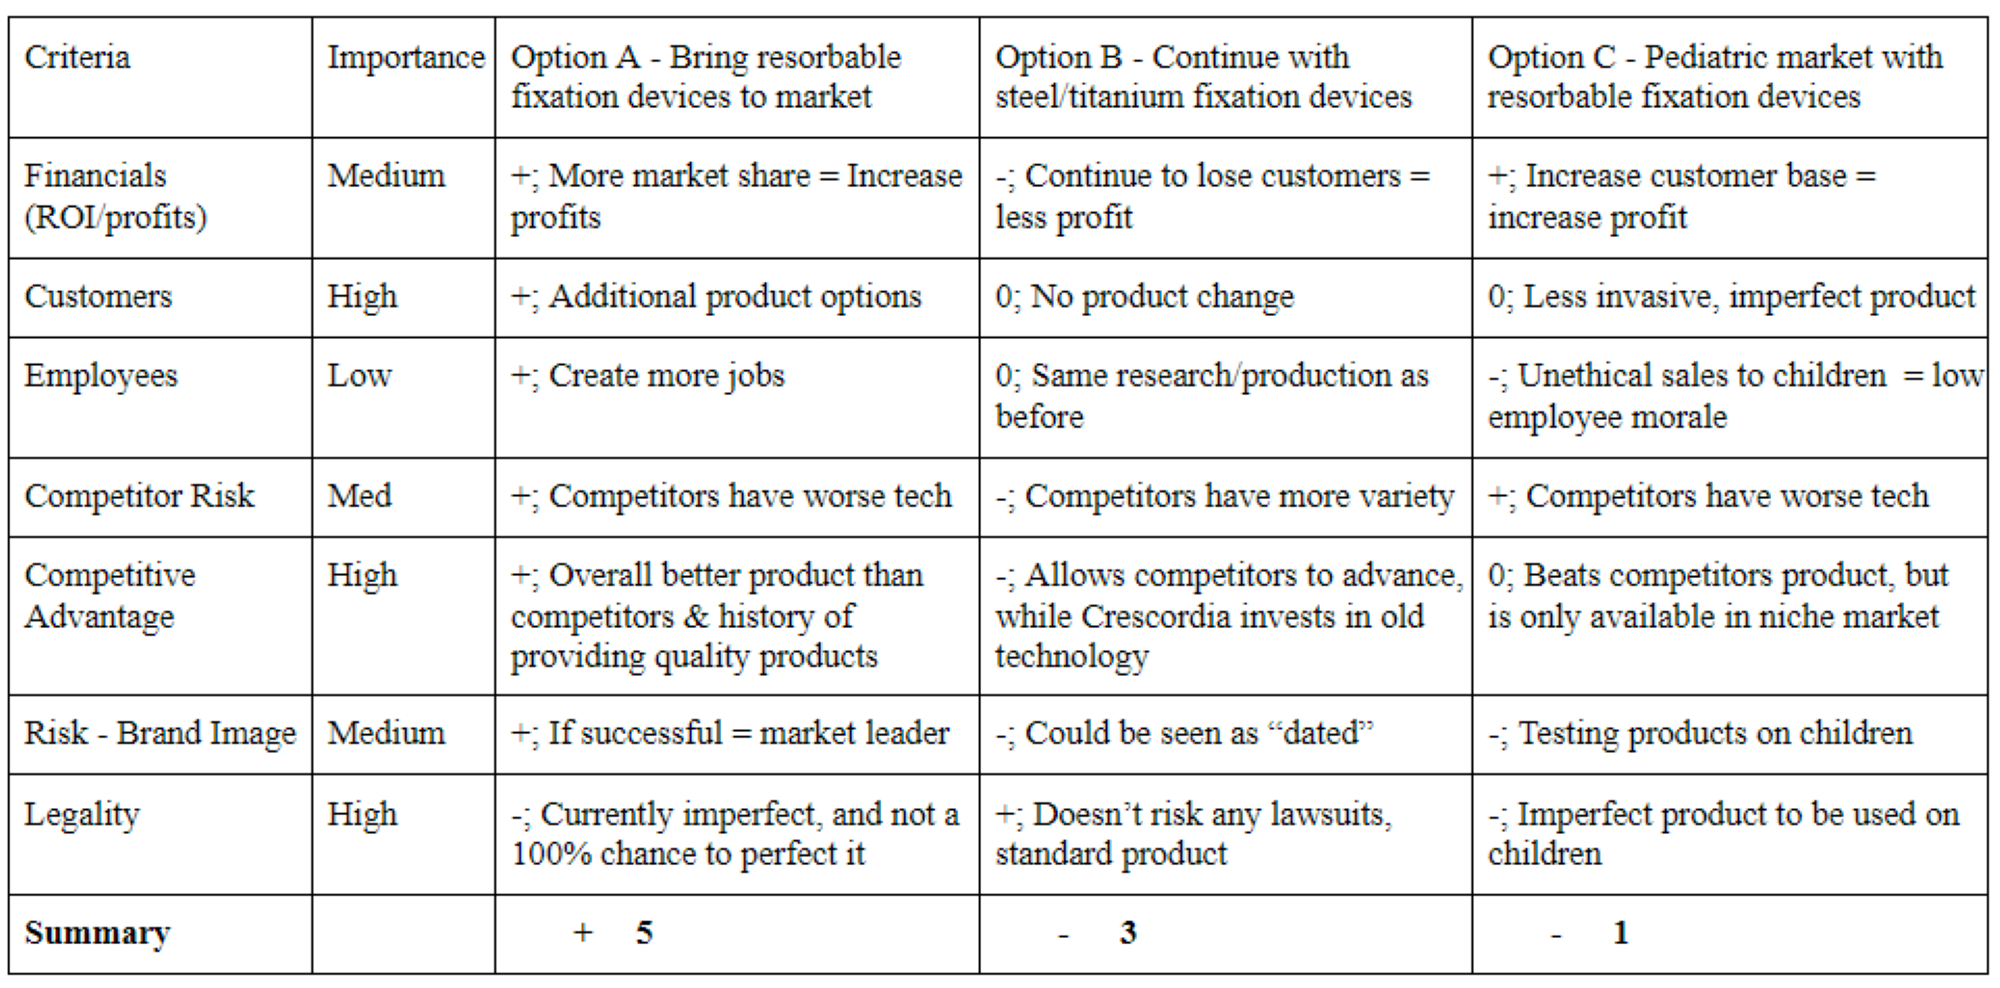 Criteria
Importance
Option A - Bring resorbable
fixation devices to market
Option B - Continue with
steel/titanium fixation devices
Option C - Pediatric market with
resorbable fixation devices
Financials
(ROI/profits)
Medium
+; More market share = Increase
profits
-; Continue to lose customers =
less profit
+; Increase customer base =
increase profit
Customers
High
+; Additional product options
0; No product change
0; Less invasive, imperfect product
Employees
Low
+; Create more jobs
0; Same research/production as
before
-; Unethical sales to children = low
employee morale
Competitor Risk
Med
+; Competitors have worse tech
-; Competitors have more variety
+; Competitors have worse tech
Competitive
Advantage
High
+; Overall better product than
competitors & history of
providing quality products
-; Allows competitors to advance,
while Crescordia invests in old
technology
0; Beats competitors product, but
is only available in niche market
Risk - Brand Image
Medium
+; If successful = market leader
-; Could be seen as “dated”
-; Testing products on children
Legality
High
-; Currently imperfect, and not a
100% chance to perfect it
+; Doesn’t risk any lawsuits,
standard product
-; Imperfect product to be used on
children
Summary
+ 5
- 3
- 1